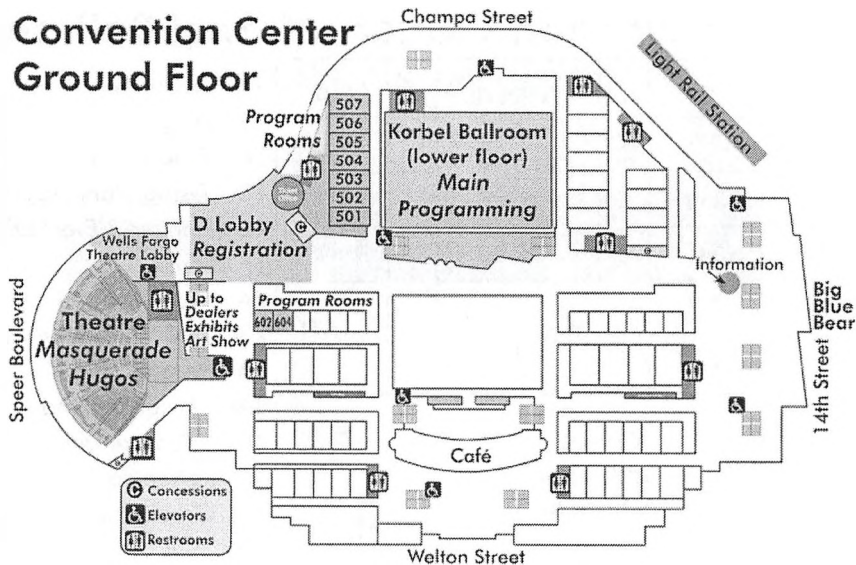 Convention Center
Ground Floor
Champa Street
Light Rail Station
Program
Rooms
507
506
505
504
503
502
501
Korbel Ballroom
(lower floor)
Main
Programming
D Lobby
Registration
C
Wells Fargo
Theatre Lobby
C
Information
Big
Blue
Bear
14th Street
Speer Boulevard
Theatre
Masquerade
Hugos
Up to
Dealers
Exhibits
Art Show
Program Rooms
602 604
Café
C Concessions
Elevators
Restrooms
Welton Street